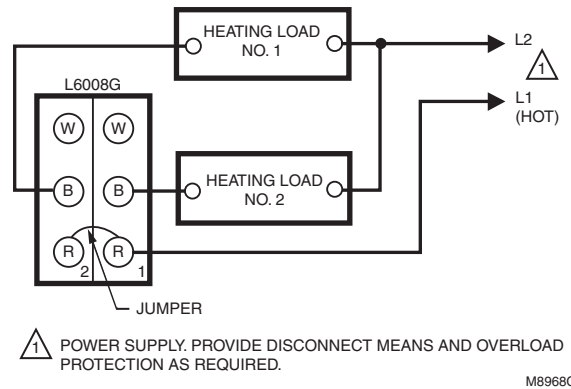 HEATING LOAD
NO. 1
L2
1
L6008G
L1
(HOT)
W W
B B
HEATING LOAD
NO. 2
R R
2 1
JUMPER
1 POWER SUPPLY. PROVIDE DISCONNECT MEANS AND OVERLOAD
PROTECTION AS REQUIRED.